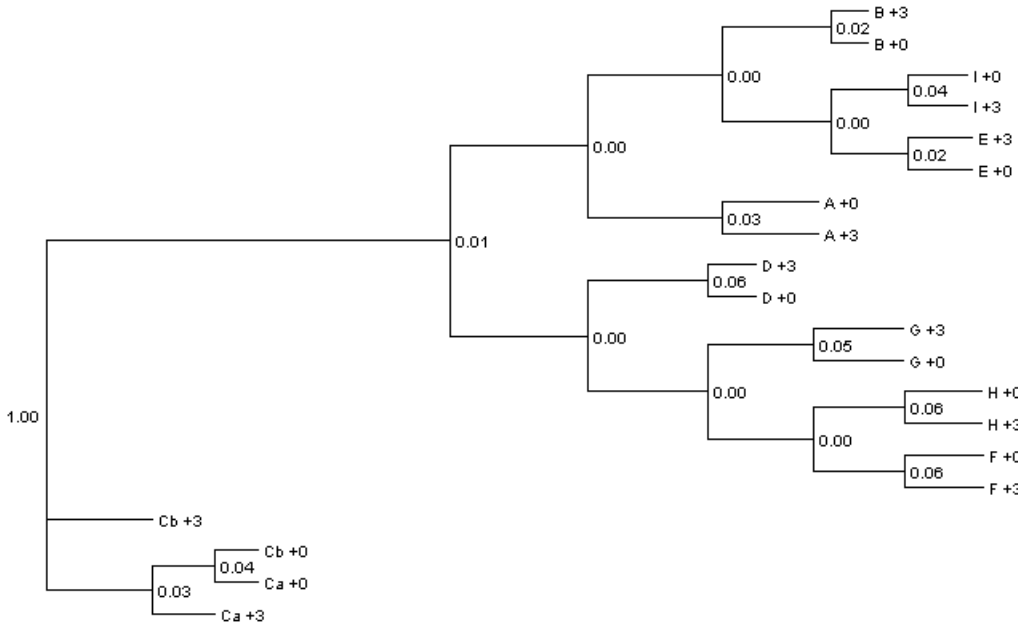 B +3
0.02
B +0
0.00
I +0
0.04
I +3
0.00
E +3
0.02
E +0
0.00
A +0
0.03
A +3
0.01
D +3
0.06
D +0
0.00
G +3
0.05
G +0
0.00
H +0
0.06
H +3
0.00
F +0
0.06
F +3
1.00
Cb +3
Cb +0
0.04
Ca +0
0.03
Ca +3